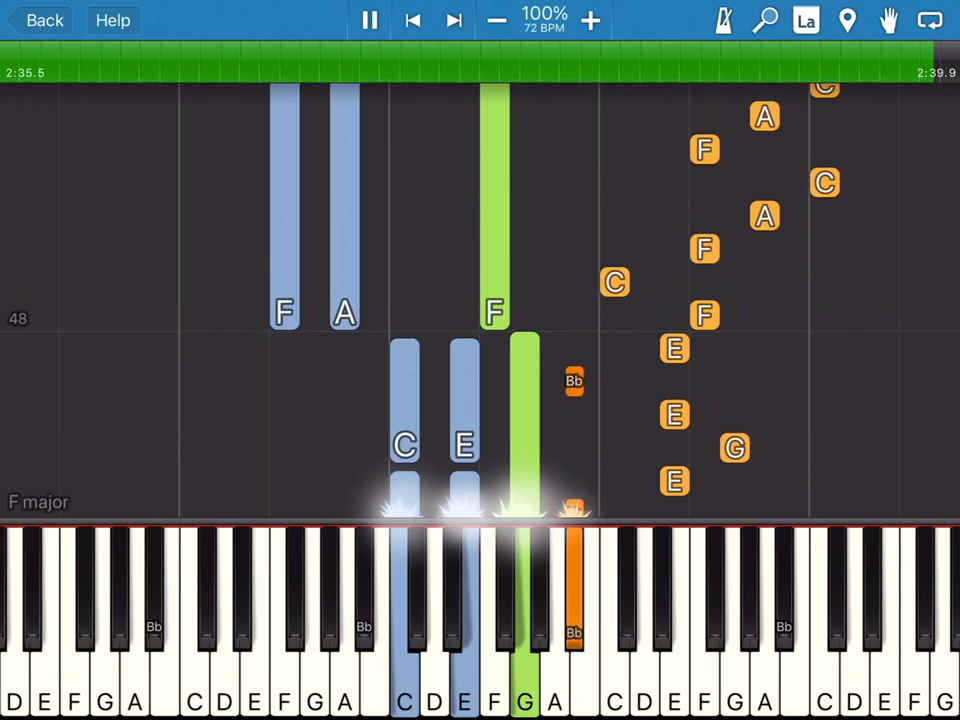 Back Help 100% La
72 BPM
2:35.5 2:39.9
C
A
F
C
A
F
C
F A F F
48
E
Bb
E
C E G
E
F major
Bb Bb Bb Bb
D E F G A C D E F G A C D E F G A C D E F G A C D E F G